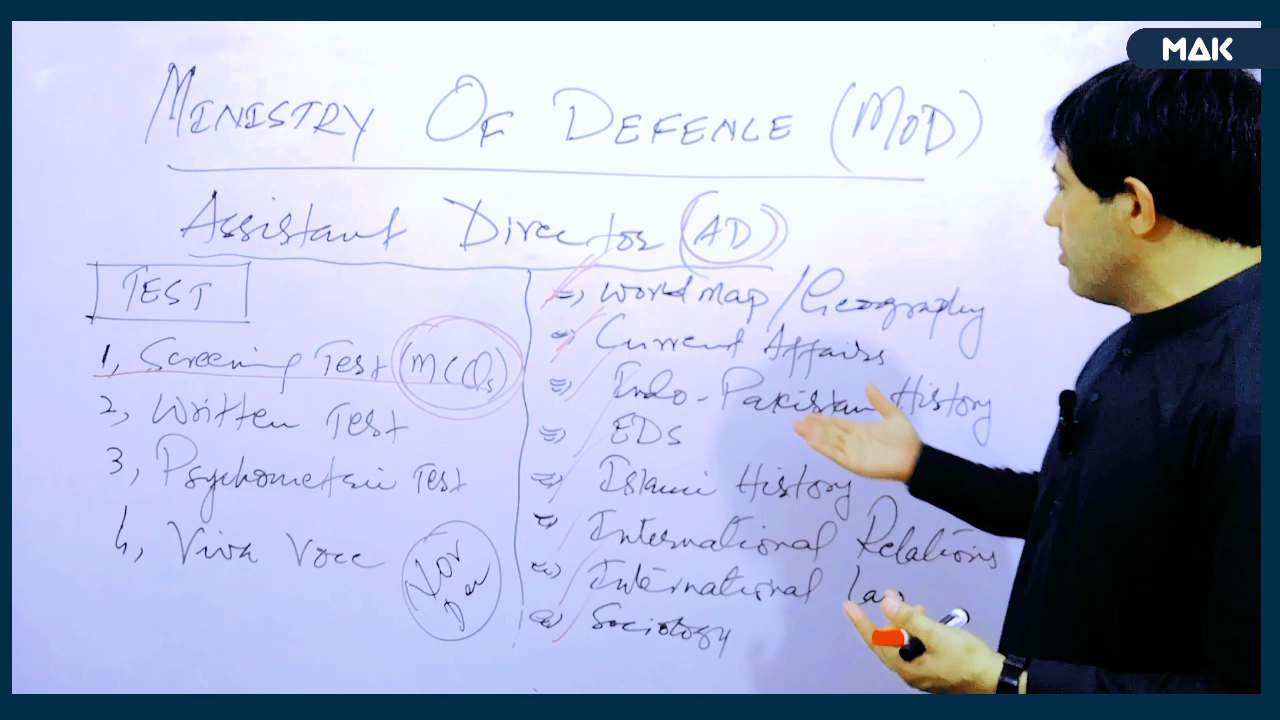 MAK
MINISTRY OF DEFENCE (MOD)
Assistant Director (AD)
TEST
1, Screening Test (MCQs)
2, Written Test
3, Psychometric Test
4, Viva Voce
Nov
Dec
=> World Map / Geography
=> Current Affairs
=> Indo-Pakistan History
=> EDS
=> Islamic History
=> International Relations
=> International Law
=> Sociology